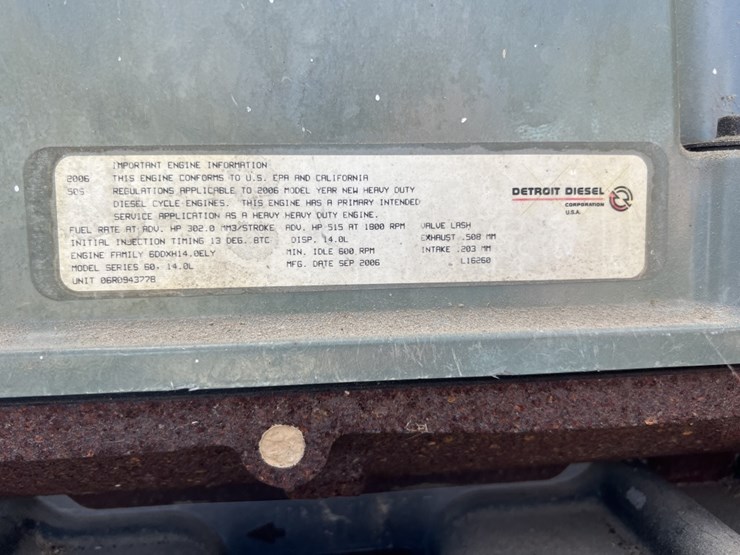 IMPORTANT ENGINE INFORMATION
2006 THIS ENGINE CONFORMS TO U.S. EPA AND CALIFORNIA
SOS REGULATIONS APPLICABLE TO 2006 MODEL YEAR NEW HEAVY DUTY
DIESEL CYCLE ENGINES. THIS ENGINE HAS A PRIMARY INTENDED
SERVICE APPLICATION AS A HEAVY HEAVY DUTY ENGINE.
FUEL RATE AT ADV. HP 302.0 MM3/STROKE ADV. HP 515 AT 1800 RPM VALVE LASH
INITIAL INJECTION TIMING 13 DEG. BTC DISP. 14.0L EXHAUST .508 MM
ENGINE FAMILY 6DDXH14.0ELY MIN. IDLE 600 RPM INTAKE .203 MM
MODEL SERIES 60, 14.0L MFG. DATE SEP 2006 L16260
UNIT 06R0943778
DETROIT DIESEL
CORPORATION
U.S.A.